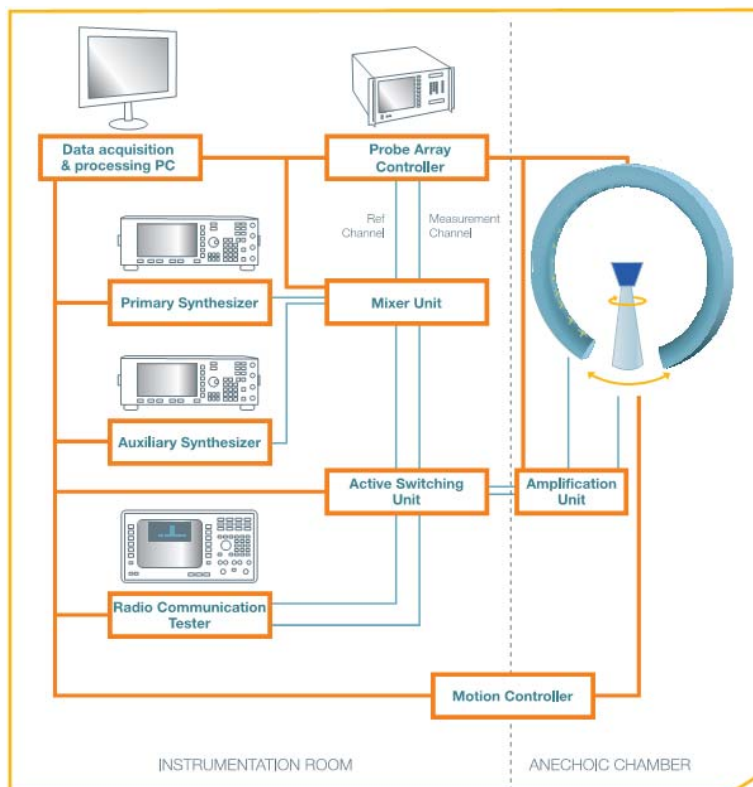 Data acquisition
& processing PC
Probe Array
Controller
Ref
Channel
Measurement
Channel
Primary Synthesizer
Mixer Unit
Auxiliary Synthesizer
Active Switching
Unit
Amplification
Unit
Radio Communication
Tester
Motion Controller
INSTRUMENTATION ROOM
ANECHOIC CHAMBER